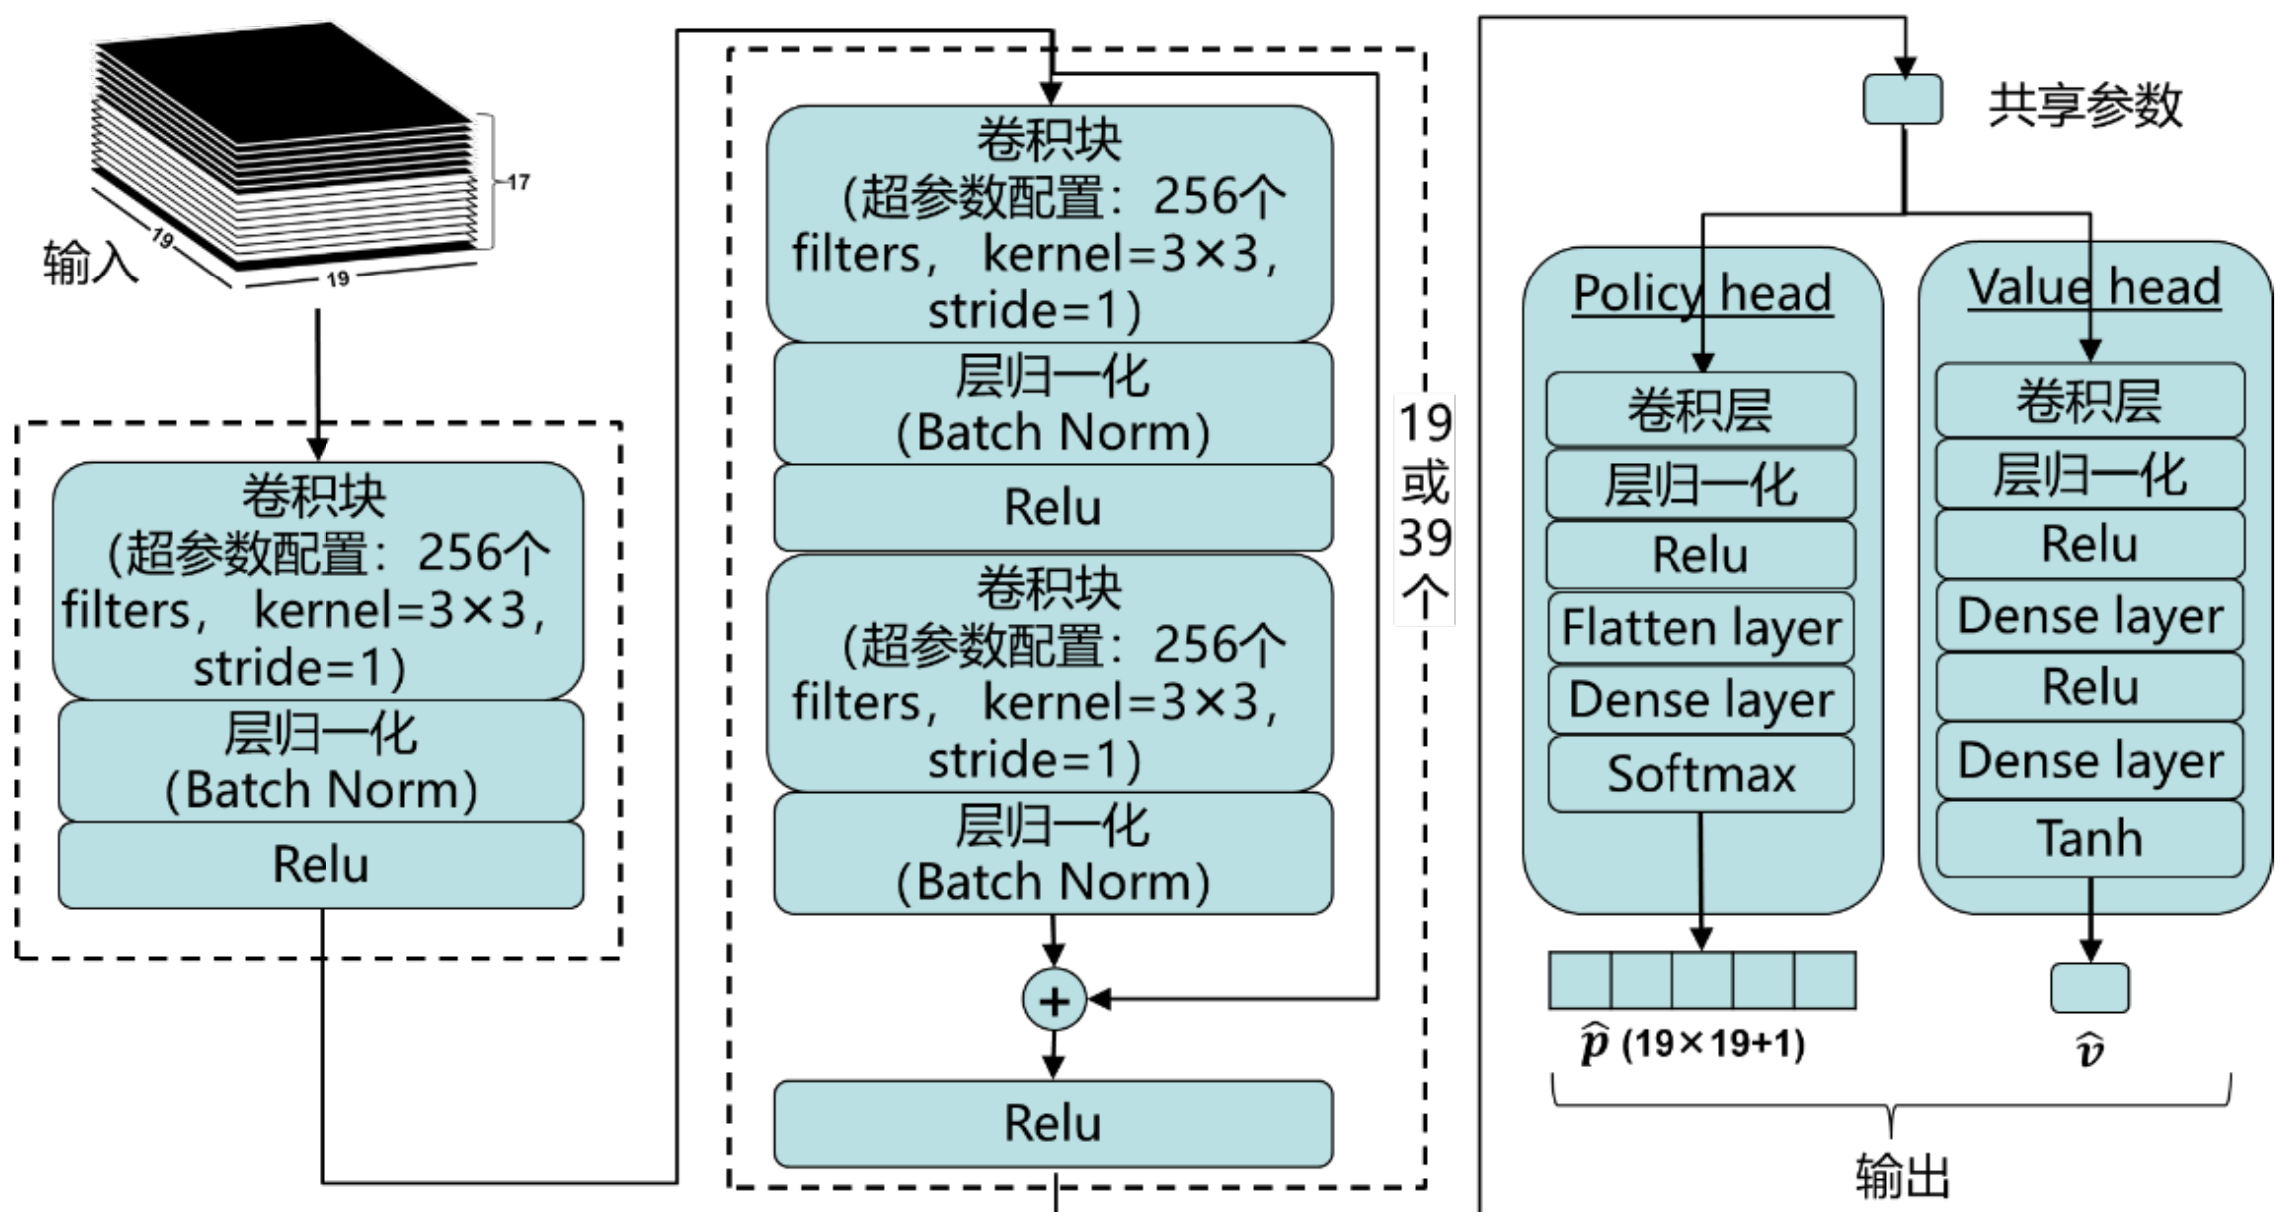 17
19
19
输入
卷积块
(超参数配置：256个
filters， kernel=3×3，
stride=1)
层归一化
(Batch Norm)
Relu
卷积块
(超参数配置：256个
filters， kernel=3×3，
stride=1)
层归一化
(Batch Norm)
Relu
卷积块
(超参数配置：256个
filters， kernel=3×3，
stride=1)
层归一化
(Batch Norm)
+
Relu
19
或
39
个
共享参数
Policy head
卷积层
层归一化
Relu
Flatten layer
Dense layer
Softmax
p̂ (19×19+1)
Value head
卷积层
层归一化
Relu
Dense layer
Relu
Dense layer
Tanh
v̂
输出